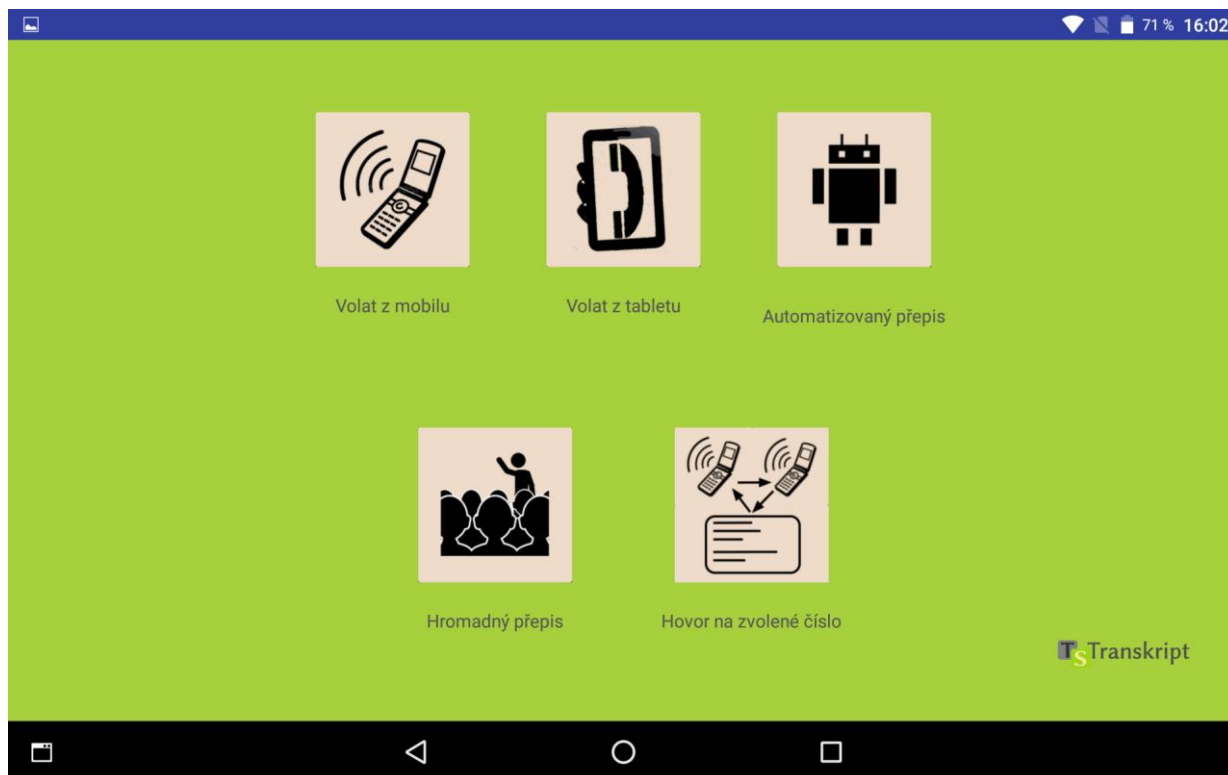 71 % 16:02
Volat z mobilu
Volat z tabletu
Automatizovaný přepis
Hromadný přepis
Hovor na zvolené číslo
TS Transkript